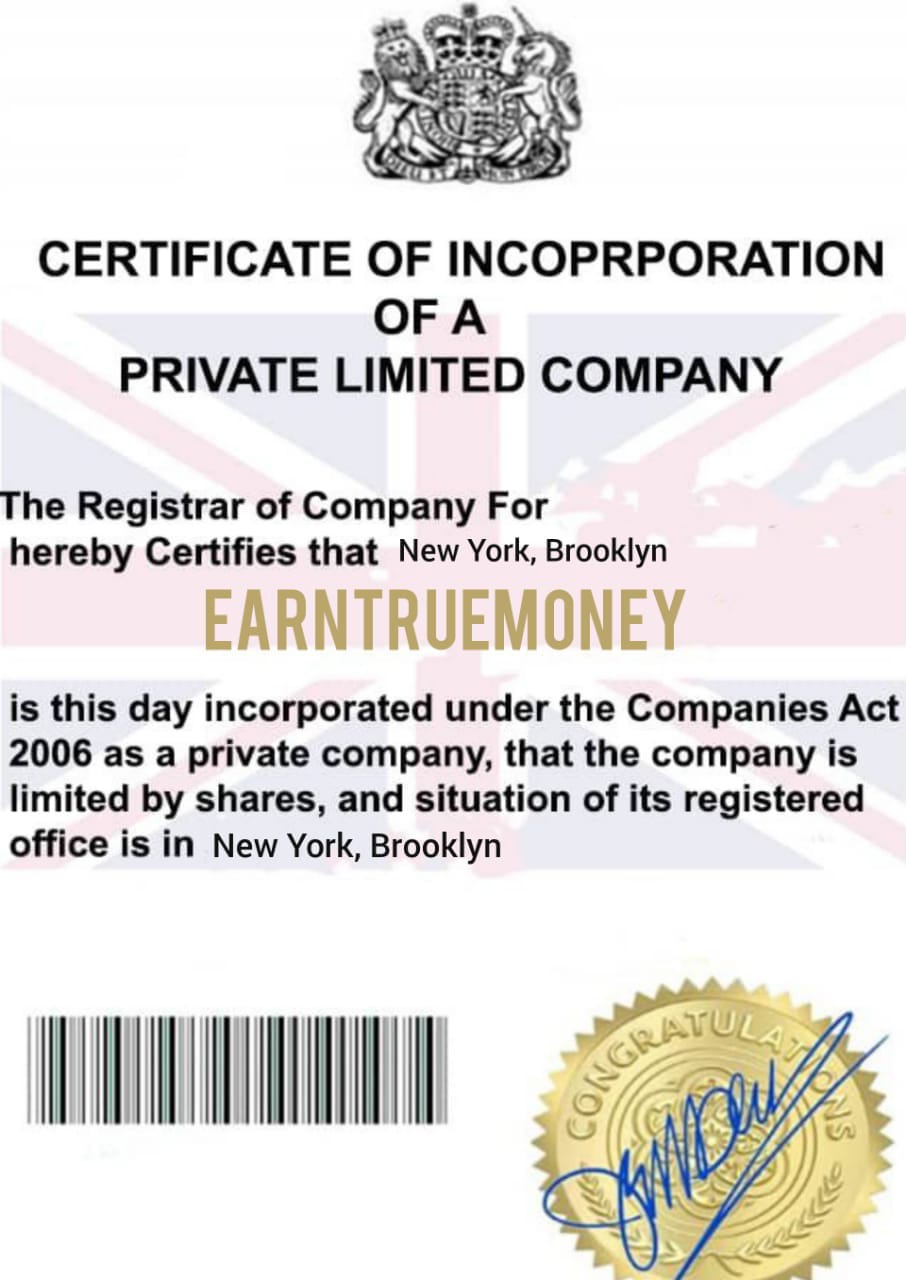 CERTIFICATE OF INCOPRPORATION
OF A
PRIVATE LIMITED COMPANY
The Registrar of Company For
hereby Certifies that New York, Brooklyn
EARNTRUEMONEY
is this day incorporated under the Companies Act
2006 as a private company, that the company is
limited by shares, and situation of its registered
office is in New York, Brooklyn
CONGRATULATIONS